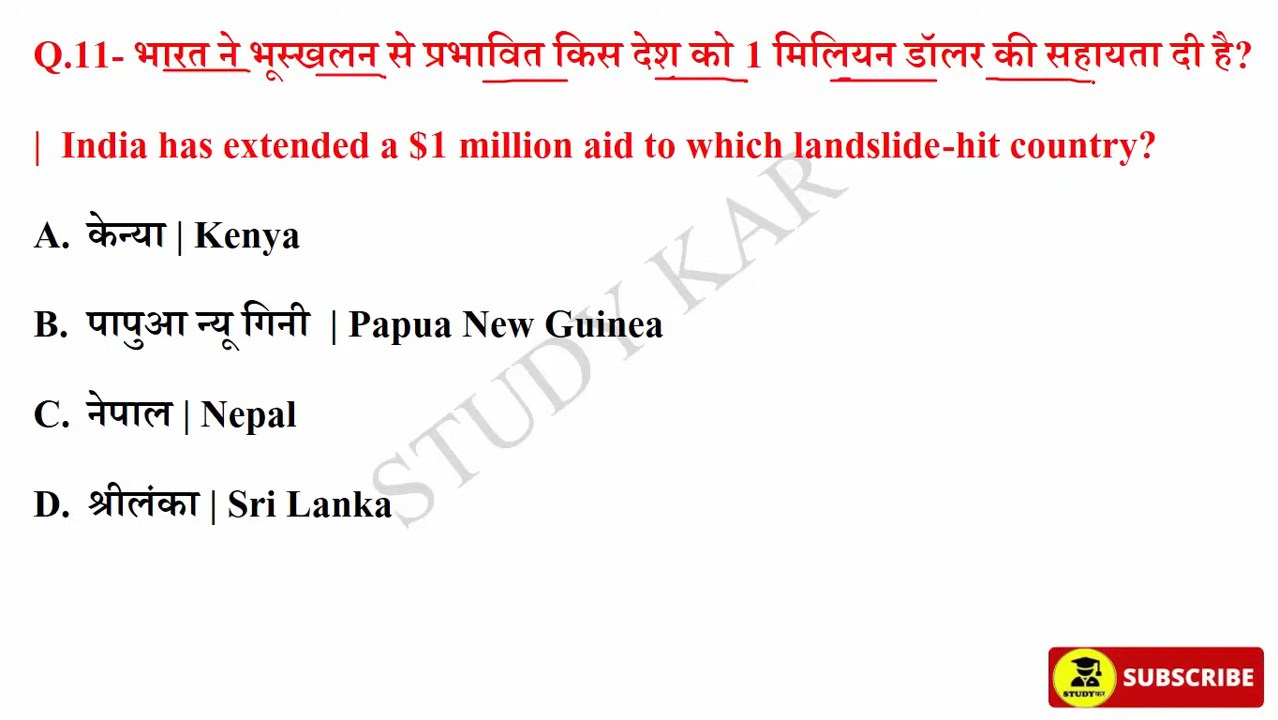 Q.11- भारत ने भूस्खलन से प्रभावित किस देश को 1 मिलियन डॉलर की सहायता दी है?
| India has extended a $1 million aid to which landslide-hit country?
A. केन्या | Kenya
B. पापुआ न्यू गिनी | Papua New Guinea
C. नेपाल | Nepal
D. श्रीलंका | Sri Lanka
STUDY KAR
STUDYकर
SUBSCRIBE